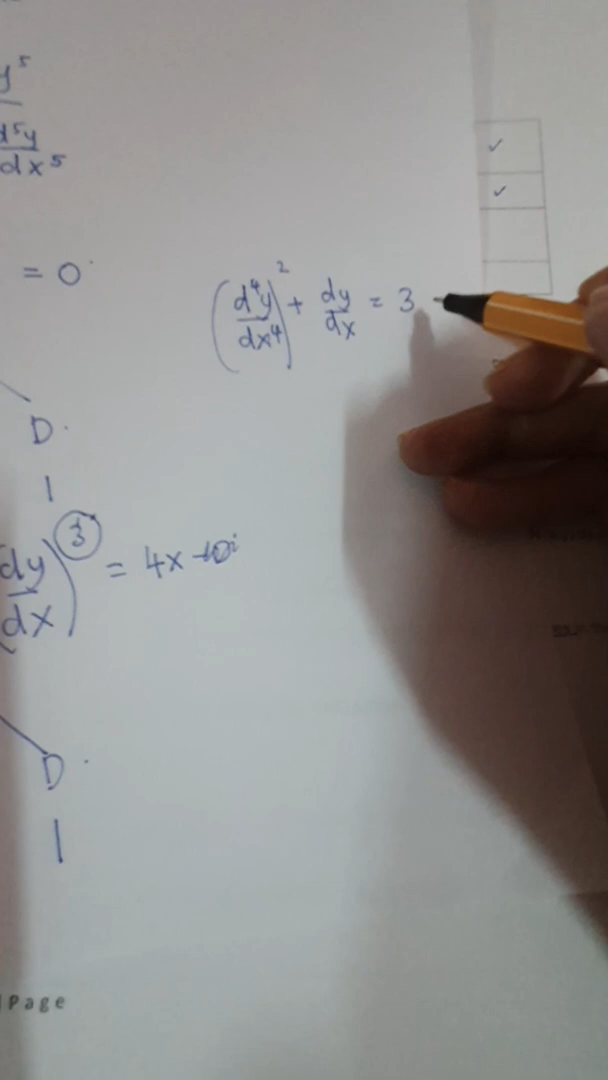 y⁵
d⁵y
dx⁵
= 0
(d⁴y/dx⁴)² + dy/dx = 3
D
1
(dy/dx)³ = 4x
D
1
Page